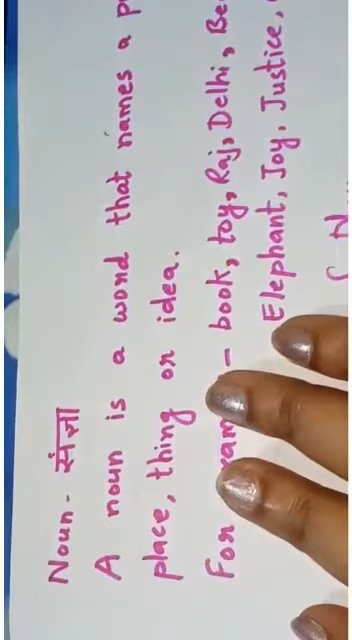 Noun - संज्ञा
A noun is a word that names a
place, thing or idea.
For - book, toy, Raj, Delhi,
Elephant, Joy, Justice,